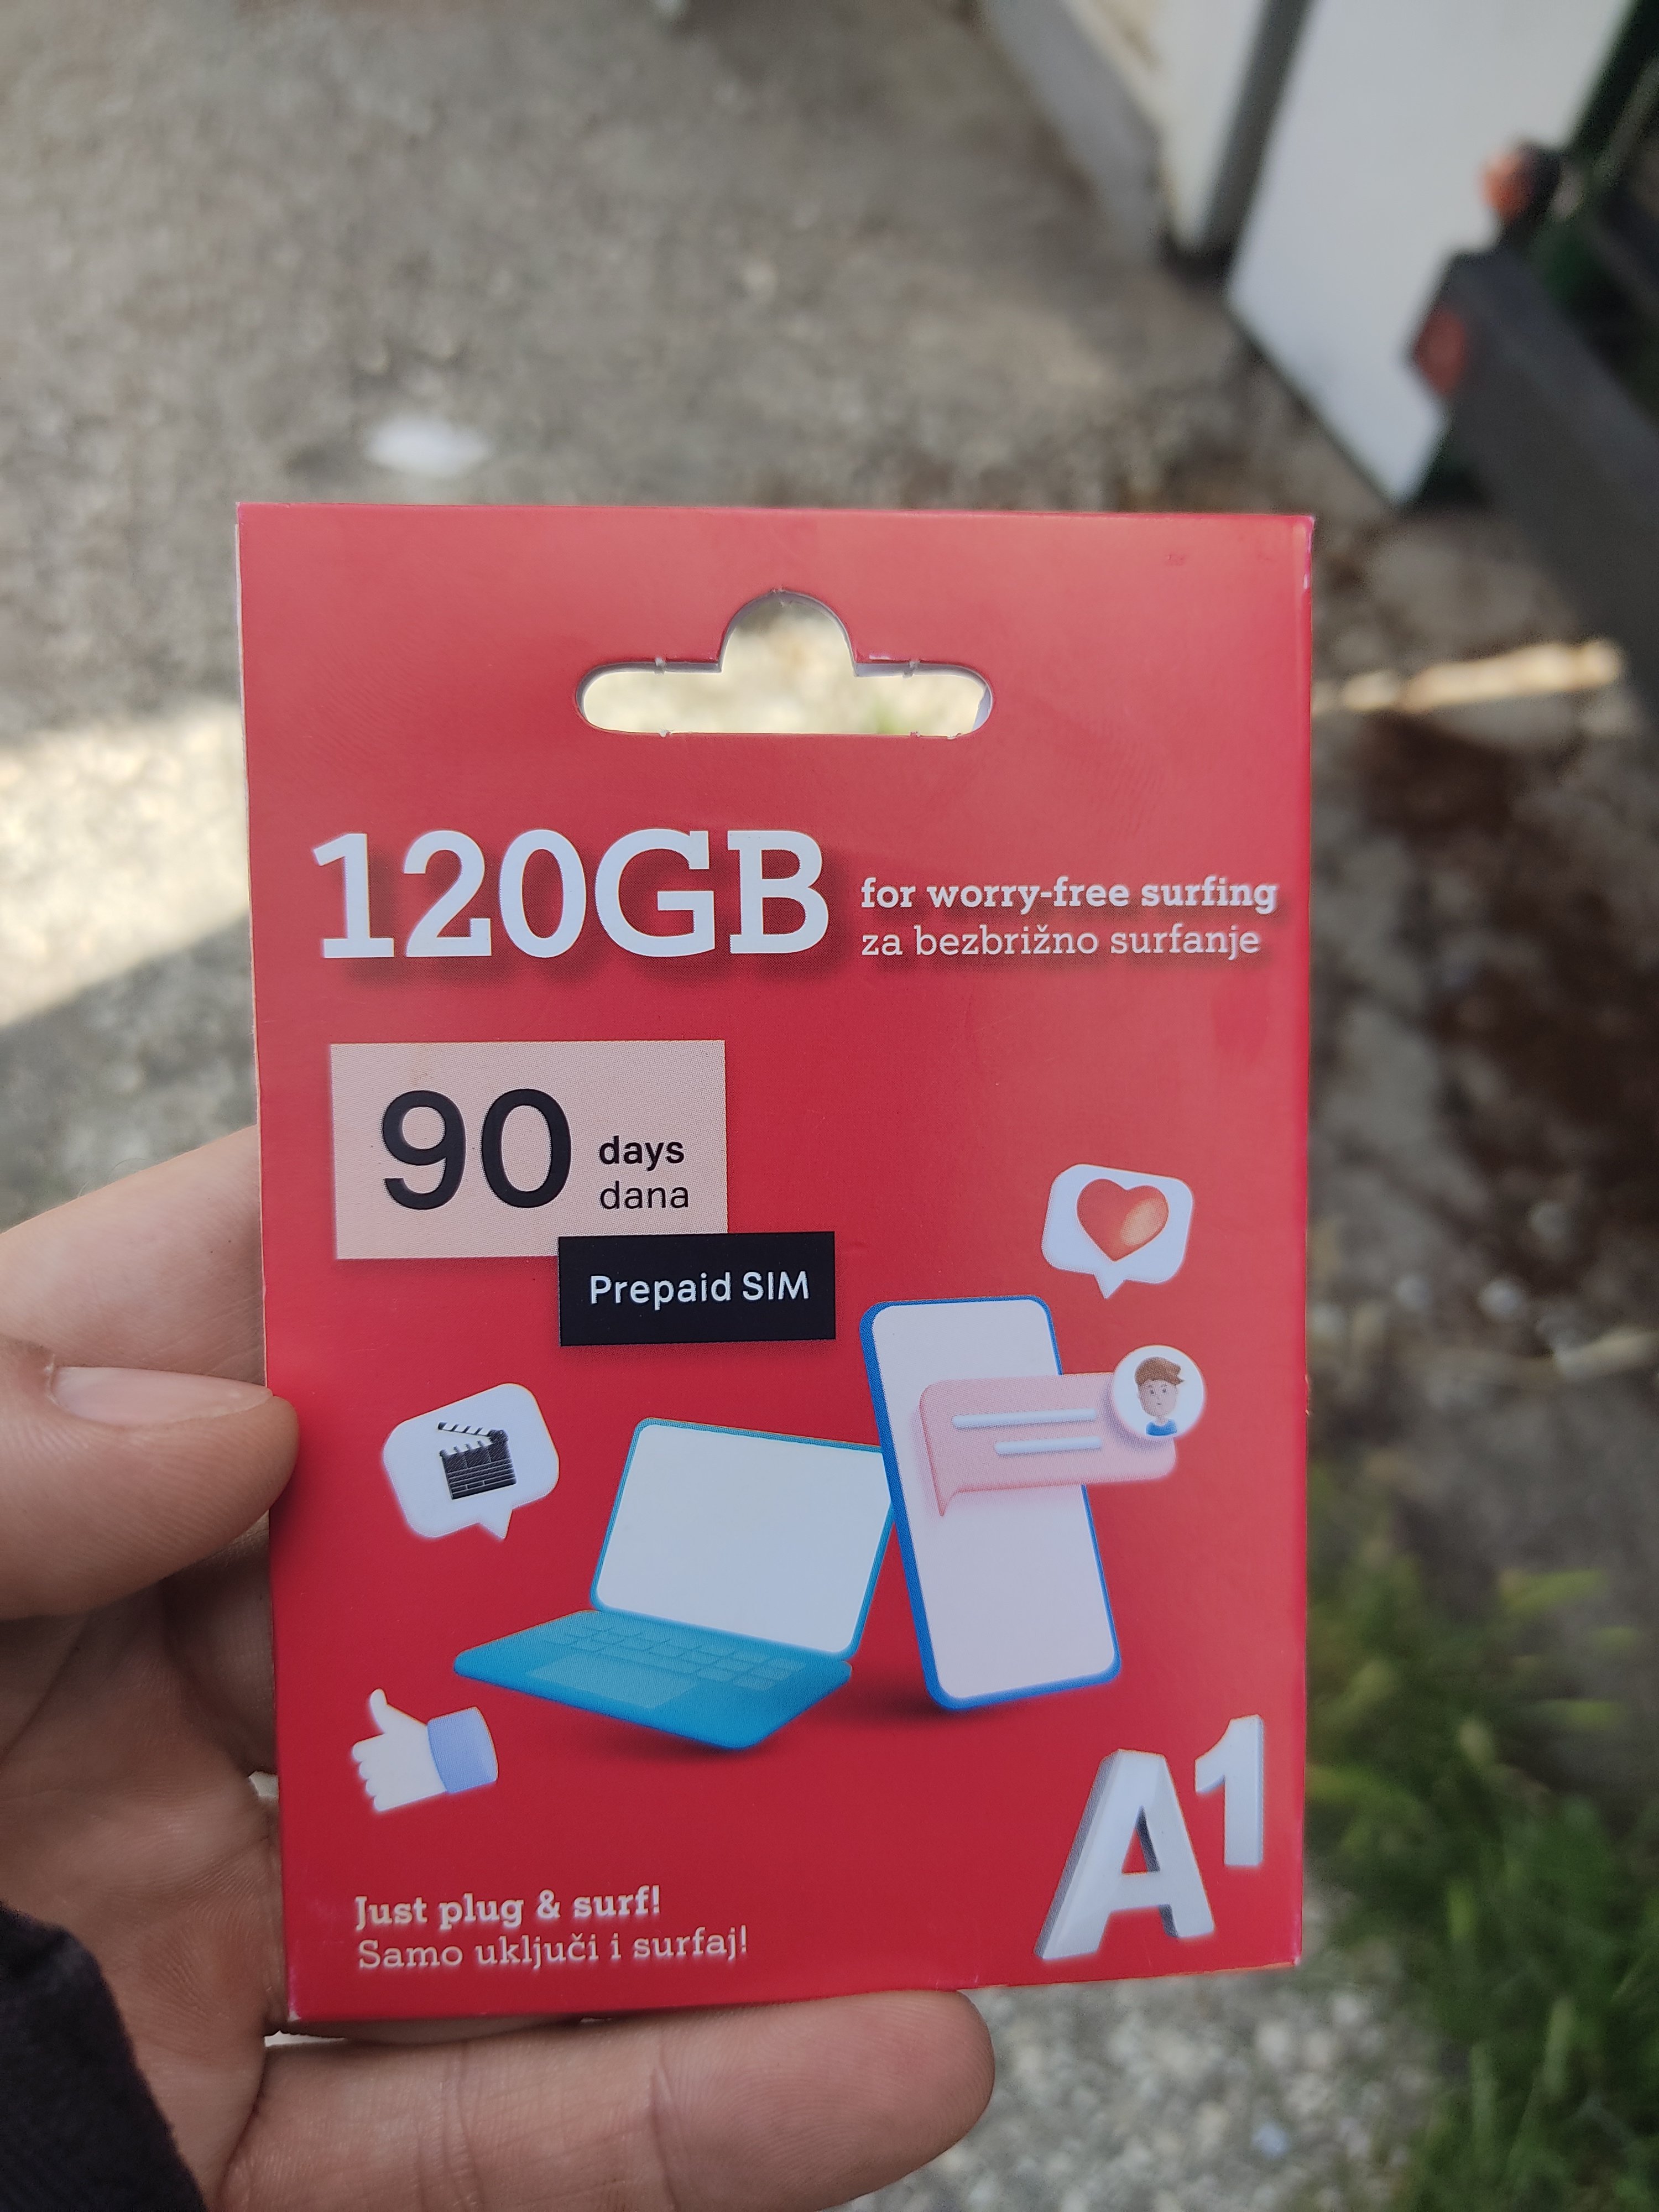 120GB
for worry-free surfing
za bezbrižno surfanje
90
days
dana
Prepaid SIM
Just plug & surf!
Samo uključi i surfaj!
A1